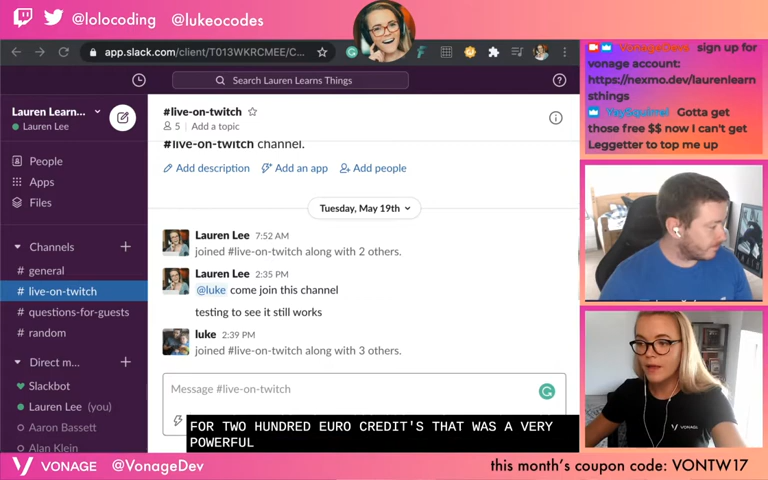 @lolocoding @lukeocodes
app.slack.com/client/T013WKRCMEE/C...
Search Lauren Learns Things
Lauren Learn...
Lauren Lee
People
Apps
Files
Channels
# general
# live-on-twitch
# questions-for-guests
# random
Direct m...
Slackbot
Lauren Lee (you)
Aaron Bassett
Alan Klein
#live-on-twitch
5 Add a topic
#live-on-twitch channel.
Add description Add an app Add people
Tuesday, May 19th
Lauren Lee 7:52 AM
joined #live-on-twitch along with 2 others.
Lauren Lee 2:35 PM
@luke come join this channel
testing to see it still works
luke 2:39 PM
joined #live-on-twitch along with 3 others.
Message #live-on-twitch
FOR TWO HUNDRED EURO CREDIT'S THAT WAS A VERY
POWERFUL
VonageDevs sign up for
vonage account:
https://nexmo.dev/laurenlearn
sthings
YaySquirrel Gotta get
those free $$ now I can't get
Leggetter to top me up
VONAGE
VONAGE @VonageDev this month's coupon code: VONTW17